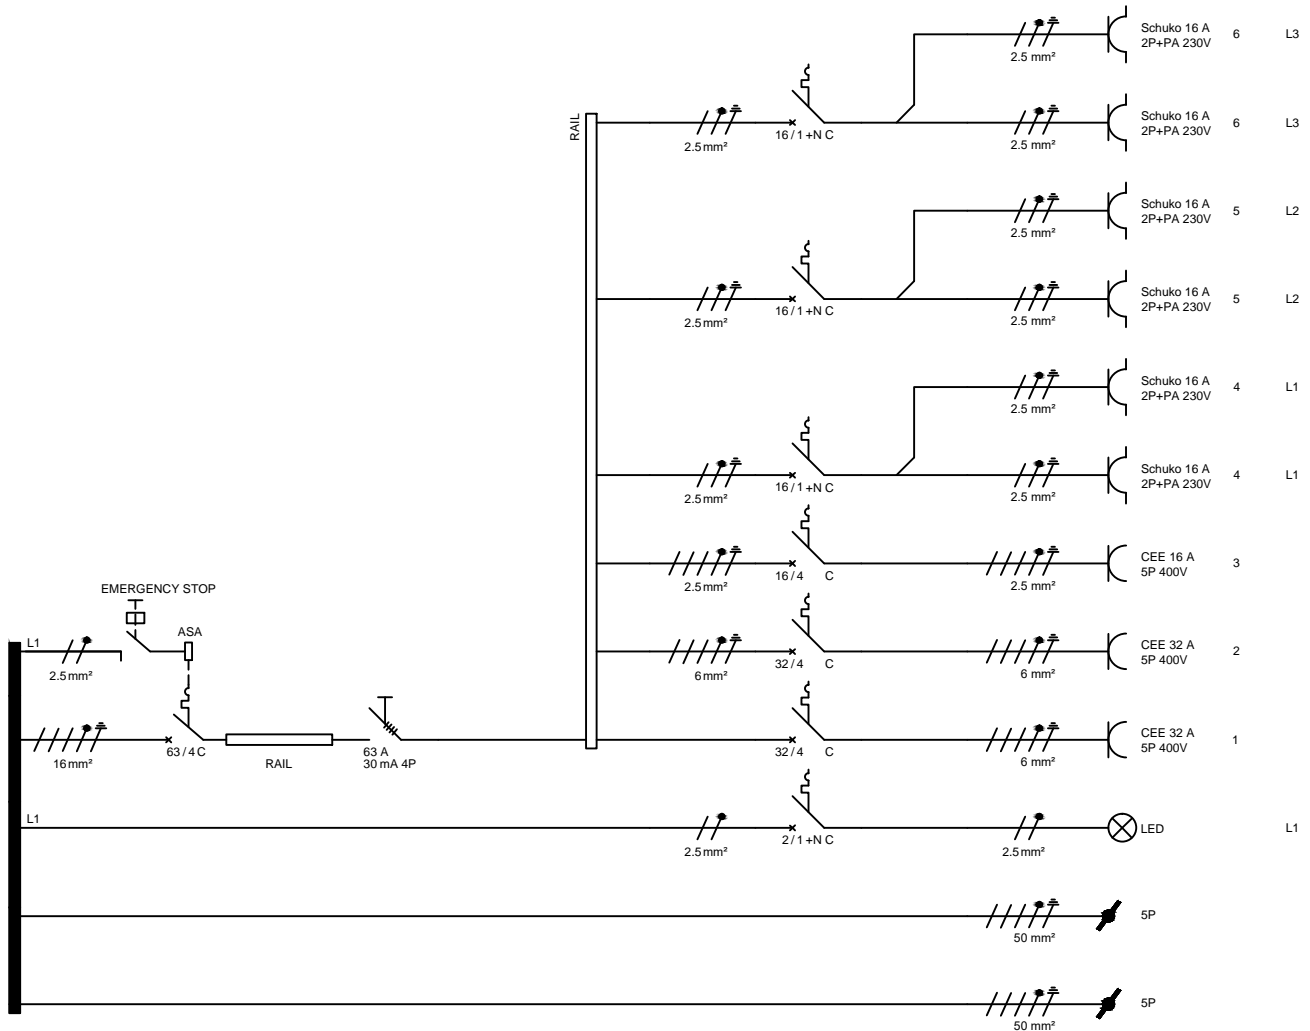 Schuko 16 A 6 L3
2P+PA 230V
2.5 mm²
RAIL
Schuko 16 A 6 L3
2P+PA 230V
16 / 1 +N C
2.5 mm² 2.5 mm²
Schuko 16 A 5 L2
2P+PA 230V
2.5 mm²
Schuko 16 A 5 L2
2P+PA 230V
16 / 1 +N C
2.5 mm² 2.5 mm²
Schuko 16 A 4 L1
2P+PA 230V
2.5 mm²
Schuko 16 A 4 L1
2P+PA 230V
16 / 1 +N C
2.5 mm² 2.5 mm²
CEE 16 A 3
5P 400V
16 / 4 C
2.5 mm² 2.5 mm²
EMERGENCY STOP
ASA
L1
2.5 mm²
CEE 32 A 2
5P 400V
32 / 4 C
6 mm² 6 mm²
CEE 32 A 1
5P 400V
63 / 4 C
16 mm²
RAIL
63 A
30 mA 4P
32 / 4 C
6 mm²
L1
LED L1
2 / 1 +N C
2.5 mm² 2.5 mm²
5P
50 mm²
5P
50 mm²